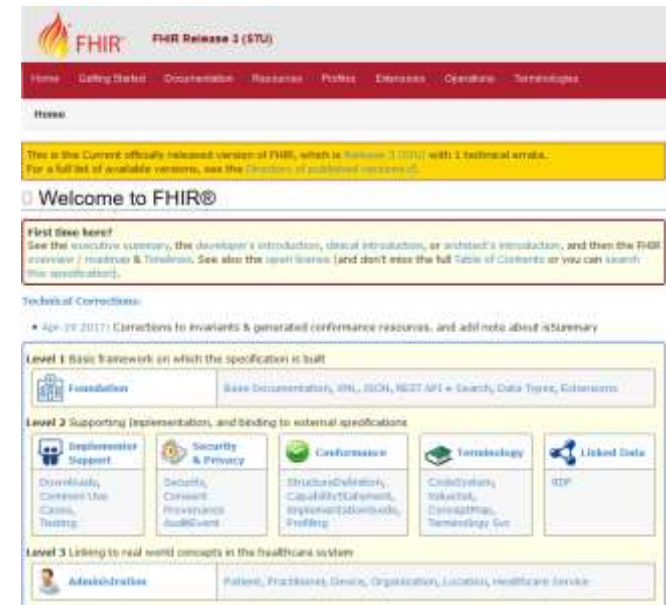 FHIR FHIR Release 3 (STU)
Home Getting Started Documentation Resources Profiles Extensions Operations Terminologies
Home
This is the Current officially released version of FHIR, which is Release 3 (STU) with 1 technical errata.
For a full list of available versions, see the Directory of published versions
Welcome to FHIR®
First time here?
See the executive summary, the developer's introduction, clinical introduction, or architect's introduction, and then the FHIR
overview / roadmap & Timelines. See also the open license (and don't miss the full Table of Contents or you can search
this specification).
Technical Corrections:
• Apr 19 2017: Corrections to invariants & generated conformance resources, and add note about isSummary
Level 1 Basic framework on which the specification is built
Foundation Base Documentation, XML, JSON, REST API + Search, Data Types, Extensions
Level 2 Supporting Implementation, and binding to external specifications
Implementer Security Conformance Terminology Linked Data
Support & Privacy
Downloads, Security, StructureDefinition, CodeSystem, RDF
Common Use Consent CapabilityStatement, ValueSet,
Cases, Provenance ImplementationGuide, ConceptMap,
Testing AuditEvent Profiling Terminology Svc
Level 3 Linking to real world concepts in the healthcare system
Administration Patient, Practitioner, Device, Organization, Location, Healthcare Service